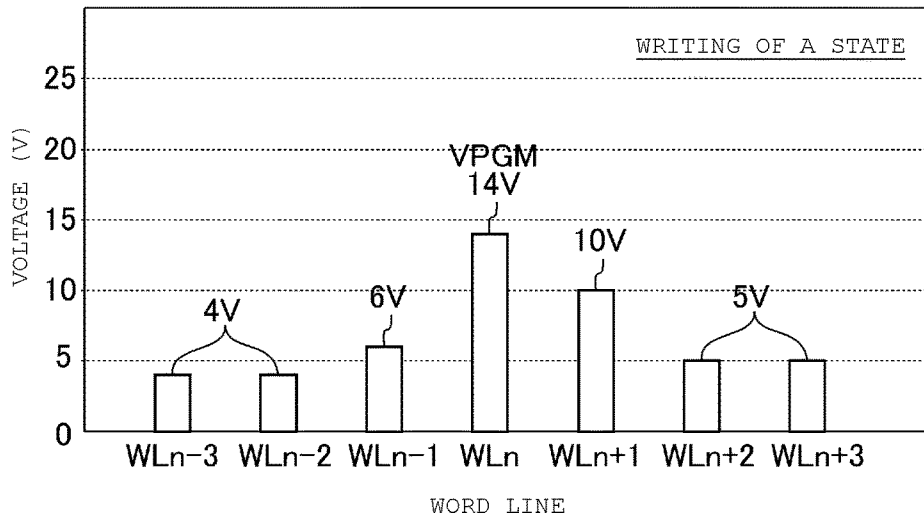 WRITING OF A STATE
VOLTAGE (V)
25
20
15
10
5
0
VPGM
14V
10V
6V
4V
5V
WLn-3 WLn-2 WLn-1 WLn WLn+1 WLn+2 WLn+3
WORD LINE